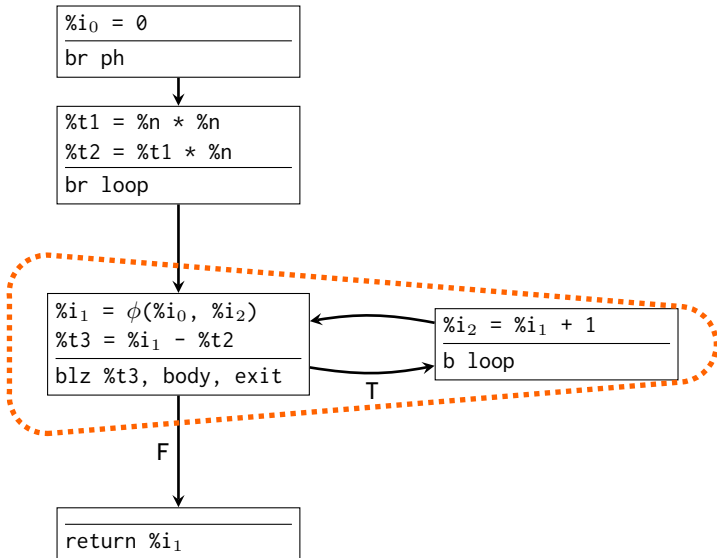 %i₀ = 0
br ph
%t1 = %n * %n
%t2 = %t1 * %n
br loop
%i₁ = ϕ(%i₀, %i₂)
%t3 = %i₁ - %t2
blz %t3, body, exit
%i₂ = %i₁ + 1
b loop
T
F
return %i₁